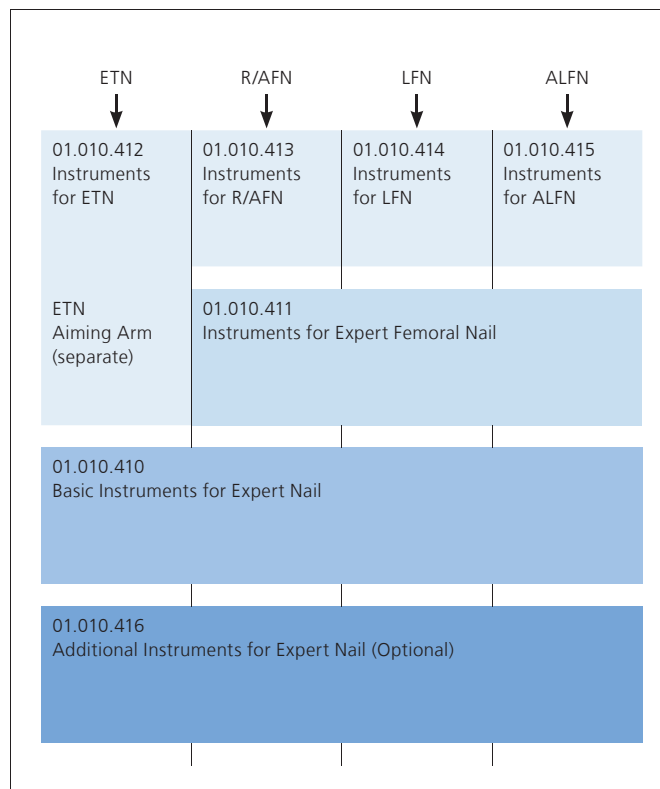 ETN
R/AFN
LFN
ALFN
01.010.412
Instruments
for ETN
01.010.413
Instruments
for R/AFN
01.010.414
Instruments
for LFN
01.010.415
Instruments
for ALFN
ETN
Aiming Arm
(separate)
01.010.411
Instruments for Expert Femoral Nail
01.010.410
Basic Instruments for Expert Nail
01.010.416
Additional Instruments for Expert Nail (Optional)